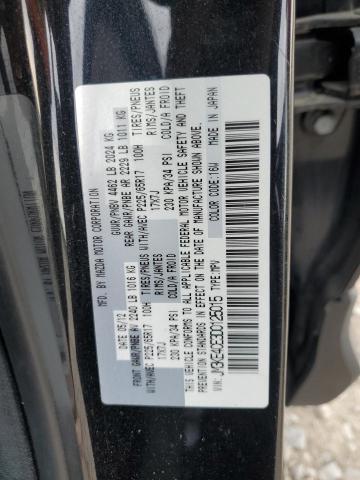 MFD BY MAZDA MOTOR CORPORATION
DATE 05/12 GVWR/PNBV 4462 LB 2024 KG
FRONT GAWR/PNBE AV 2240 LB 1016 KG REAR GAWR/PNBE AR 2229 LB 1011 KG
TIRES/PNEUS TIRES/PNEUS
WITH/AVEC P225/65R17 100H WITH/AVEC P225/65R17 100H
RIMS/JANTES 17X7J RIMS/JANTES 17X7J
COLD/A FROID 230 KPA/34 PSI COLD/A FROID 230 KPA/34 PSI
THIS VEHICLE CONFORMS TO ALL APPLICABLE FEDERAL MOTOR VEHICLE SAFETY
BUMPER AND THEFT PREVENTION STANDARDS IN EFFECT ON THE DATE OF MANUFACTURE SHOWN ABOVE.
TYPE:MPV COLOR CODE:16W MADE IN JAPAN